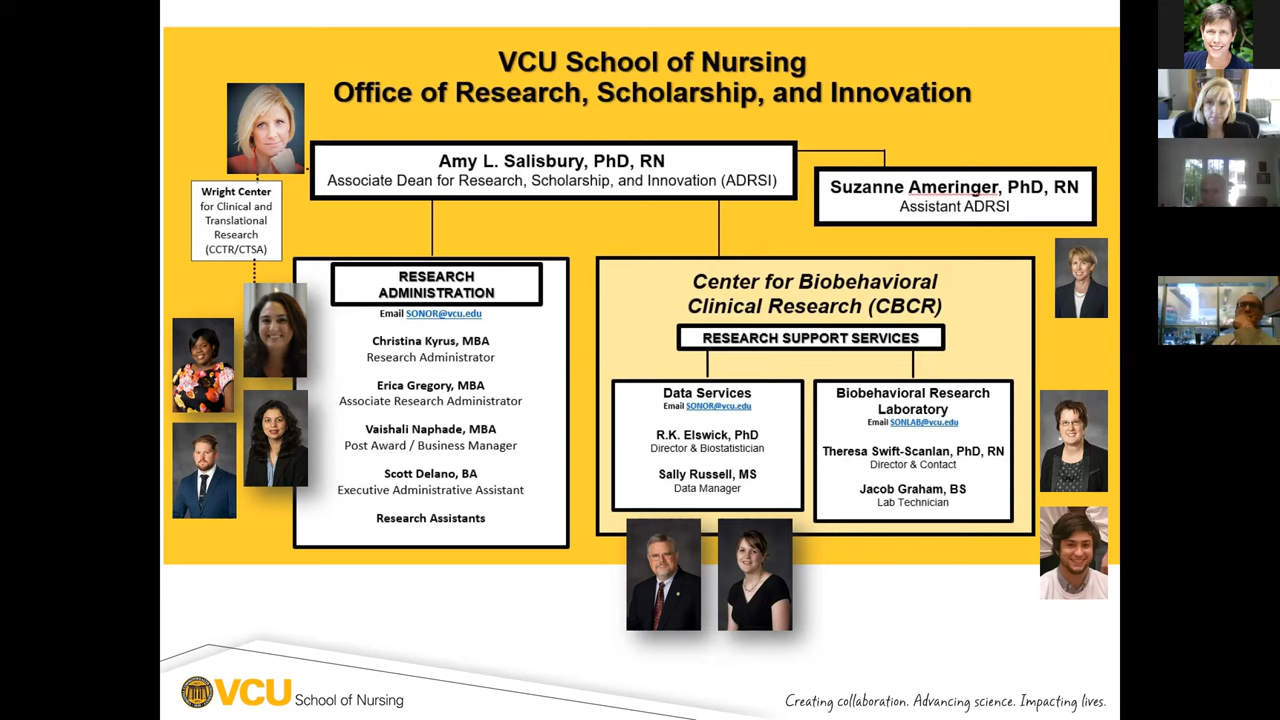 VCU School of Nursing
Office of Research, Scholarship, and Innovation
Amy L. Salisbury, PhD, RN
Associate Dean for Research, Scholarship, and Innovation (ADRSI)
Suzanne Ameringer, PhD, RN
Assistant ADRSI
Wright Center
for Clinical and
Translational
Research
(CCTR/CTSA)
RESEARCH
ADMINISTRATION
Email SONOR@vcu.edu
Christina Kyrus, MBA
Research Administrator
Erica Gregory, MBA
Associate Research Administrator
Vaishali Naphade, MBA
Post Award / Business Manager
Scott Delano, BA
Executive Administrative Assistant
Research Assistants
Center for Biobehavioral
Clinical Research (CBCR)
RESEARCH SUPPORT SERVICES
Data Services
Email SONOR@vcu.edu
R.K. Elswick, PhD
Director & Biostatistician
Sally Russell, MS
Data Manager
Biobehavioral Research
Laboratory
Email SONLAB@vcu.edu
Theresa Swift-Scanlan, PhD, RN
Director & Contact
Jacob Graham, BS
Lab Technician
VCU School of Nursing
Creating collaboration. Advancing science. Impacting lives.